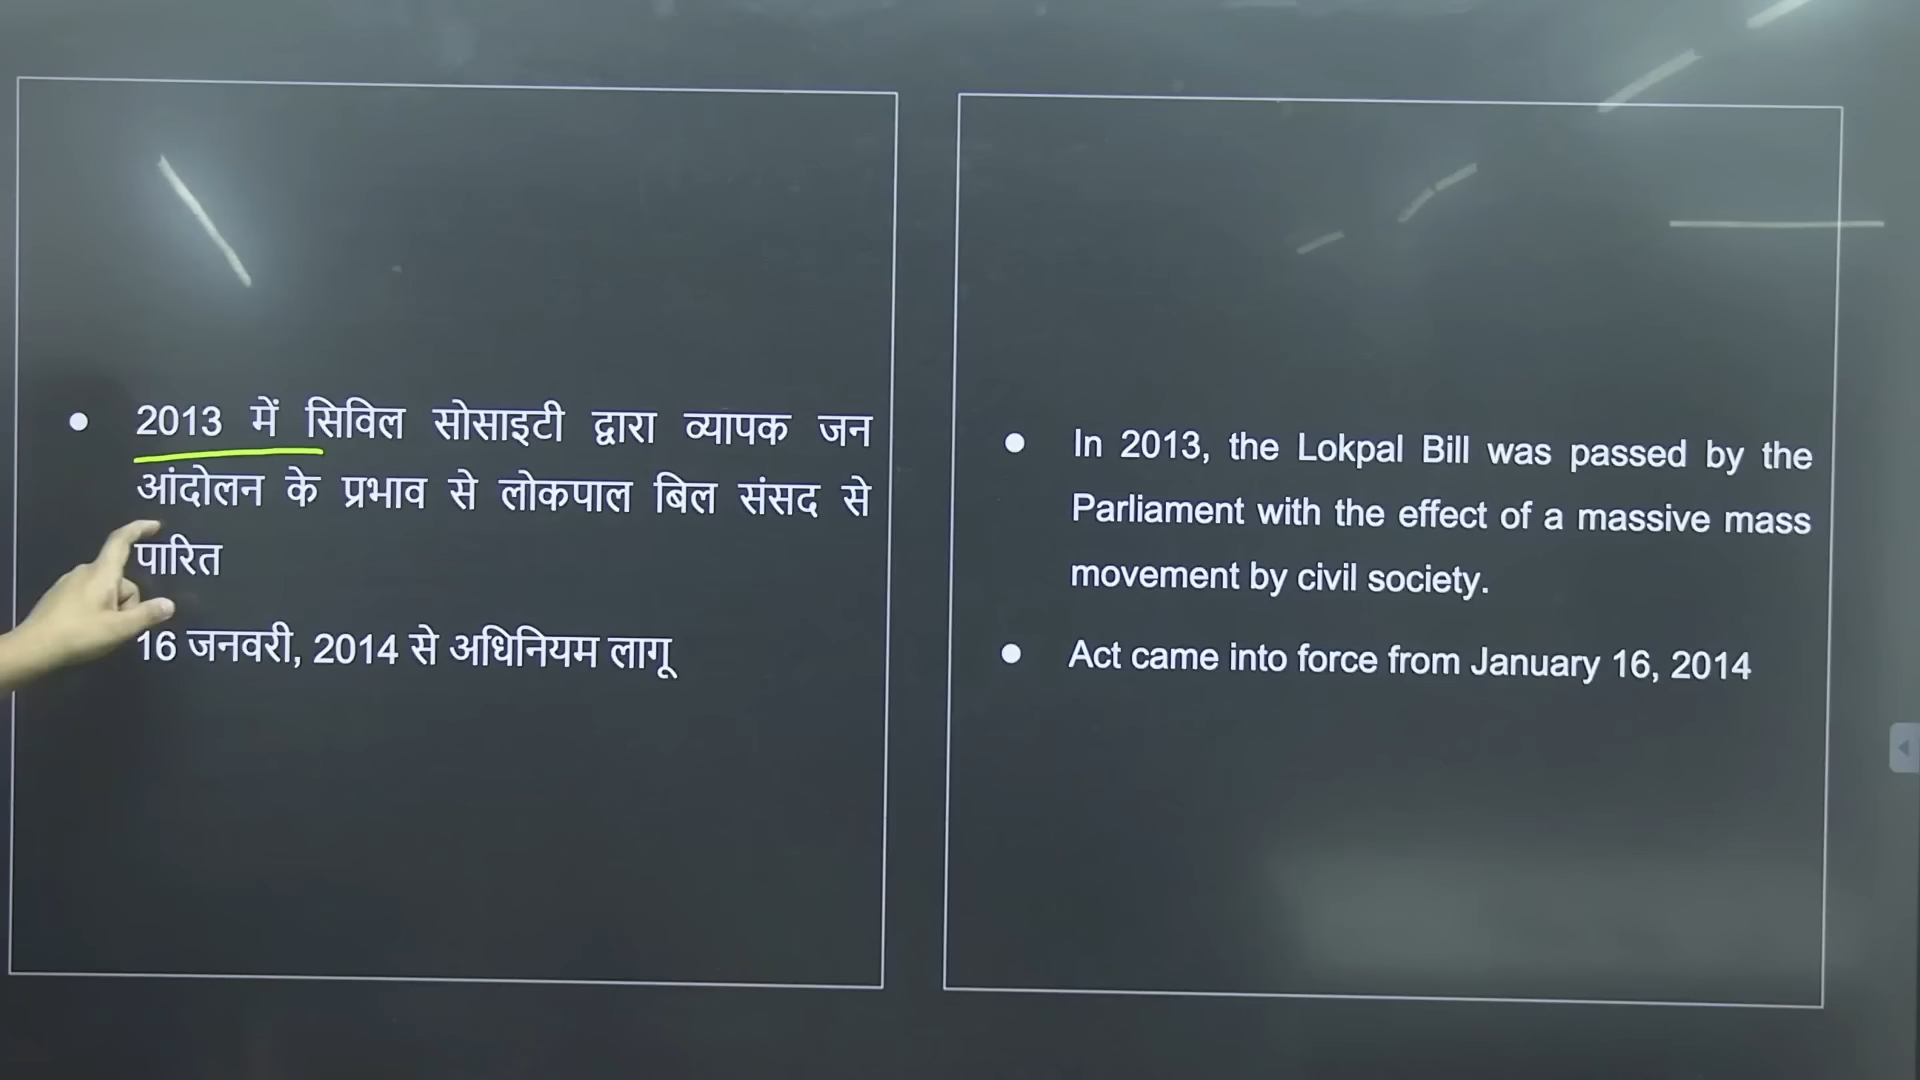 • 2013 में सिविल सोसाइटी द्वारा व्यापक जन
आंदोलन के प्रभाव से लोकपाल बिल संसद से
पारित
16 जनवरी, 2014 से अधिनियम लागू
• In 2013, the Lokpal Bill was passed by the
Parliament with the effect of a massive mass
movement by civil society.
• Act came into force from January 16, 2014